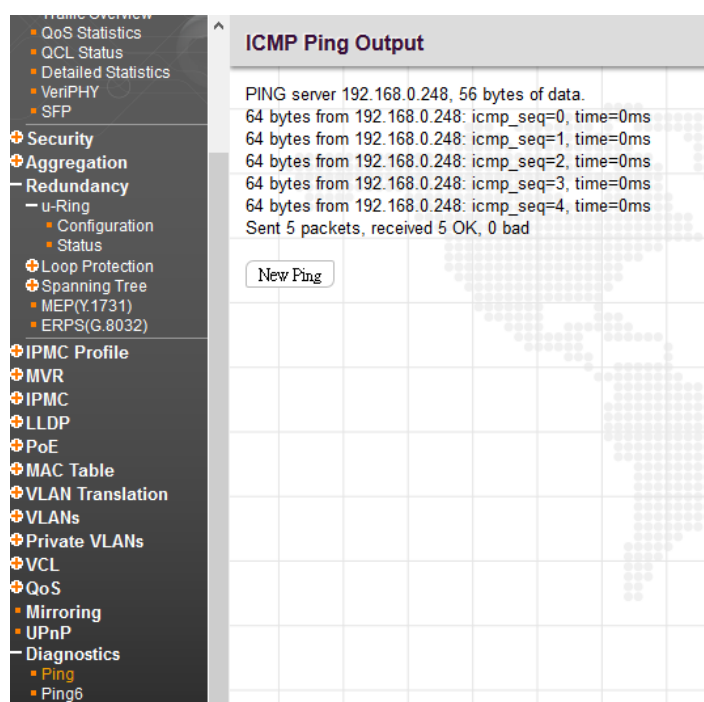 Traffic Overview
QoS Statistics
QCL Status
Detailed Statistics
VeriPHY
SFP
Security
Aggregation
Redundancy
u-Ring
Configuration
Status
Loop Protection
Spanning Tree
MEP(Y.1731)
ERPS(G.8032)
IPMC Profile
MVR
IPMC
LLDP
PoE
MAC Table
VLAN Translation
VLANs
Private VLANs
VCL
QoS
Mirroring
UPnP
Diagnostics
Ping
Ping6
ICMP Ping Output
PING server 192.168.0.248, 56 bytes of data.
64 bytes from 192.168.0.248: icmp_seq=0, time=0ms
64 bytes from 192.168.0.248: icmp_seq=1, time=0ms
64 bytes from 192.168.0.248: icmp_seq=2, time=0ms
64 bytes from 192.168.0.248: icmp_seq=3, time=0ms
64 bytes from 192.168.0.248: icmp_seq=4, time=0ms
Sent 5 packets, received 5 OK, 0 bad
New Ping